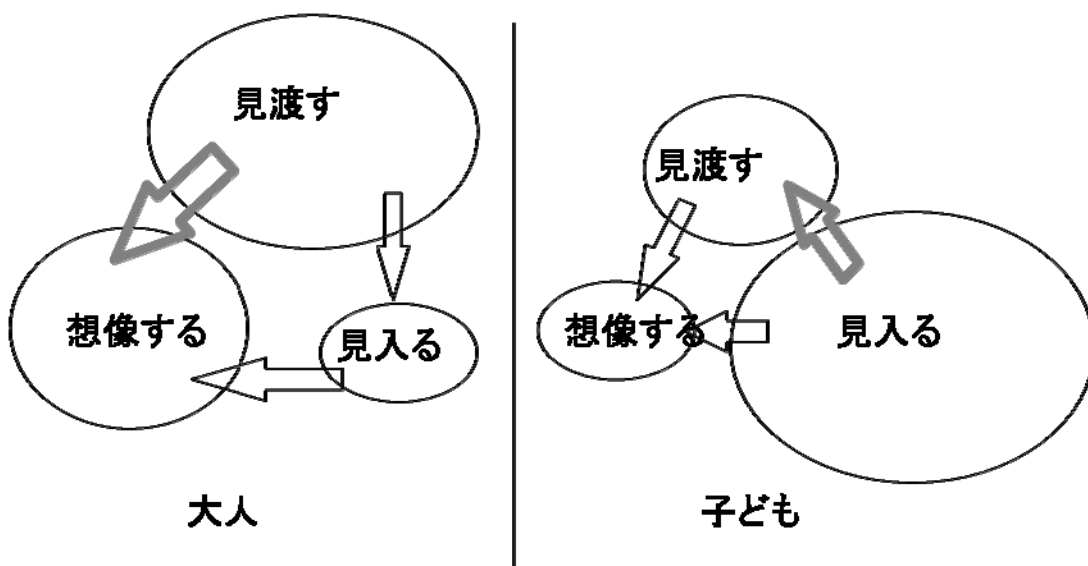 見渡す
想像する
見入る
大人
見渡す
想像する
見入る
子ども